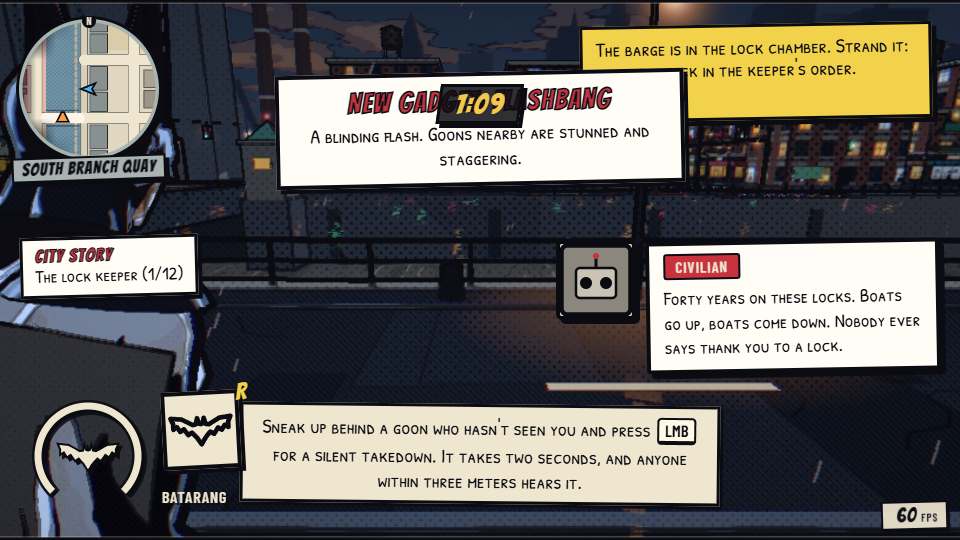 N
SOUTH BRANCH QUAY
THE BARGE IS IN THE LOCK CHAMBER. STRAND IT:
IN THE KEEPER'S ORDER.
NEW
1:09
A BLINDING FLASH. GOONS NEARBY ARE STUNNED AND
STAGGERING.
CITY STORY
THE LOCK KEEPER (1/12)
CIVILIAN
FORTY YEARS ON THESE LOCKS. BOATS
GO UP, BOATS COME DOWN. NOBODY EVER
SAYS THANK YOU TO A LOCK.
R
SNEAK UP BEHIND A GOON WHO HASN'T SEEN YOU AND PRESS LMB
FOR A SILENT TAKEDOWN. IT TAKES TWO SECONDS, AND ANYONE
WITHIN THREE METERS HEARS IT.
BATARANG
60 FPS